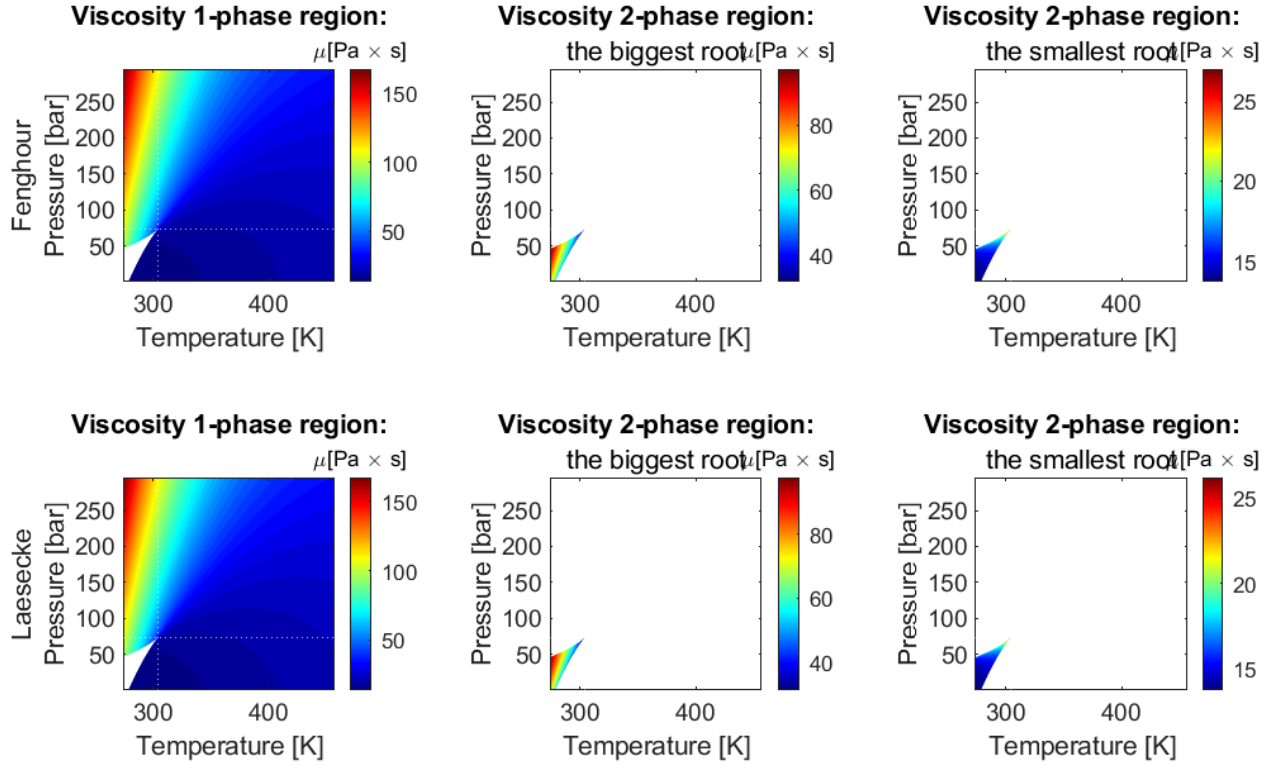 Viscosity 1-phase region:
μ[Pa × s]
Fenghour
Pressure [bar]
250
200
150
100
50
300
400
Temperature [K]
150
100
50
Viscosity 2-phase region:
the biggest root
μ[Pa × s]
Pressure [bar]
250
200
150
100
50
300
400
Temperature [K]
80
60
40
Viscosity 2-phase region:
the smallest root
μ[Pa × s]
Pressure [bar]
250
200
150
100
50
300
400
Temperature [K]
25
20
15
Viscosity 1-phase region:
μ[Pa × s]
Laesecke
Pressure [bar]
250
200
150
100
50
300
400
Temperature [K]
150
100
50
Viscosity 2-phase region:
the biggest root
μ[Pa × s]
Pressure [bar]
250
200
150
100
50
300
400
Temperature [K]
80
60
40
Viscosity 2-phase region:
the smallest root
μ[Pa × s]
Pressure [bar]
250
200
150
100
50
300
400
Temperature [K]
25
20
15